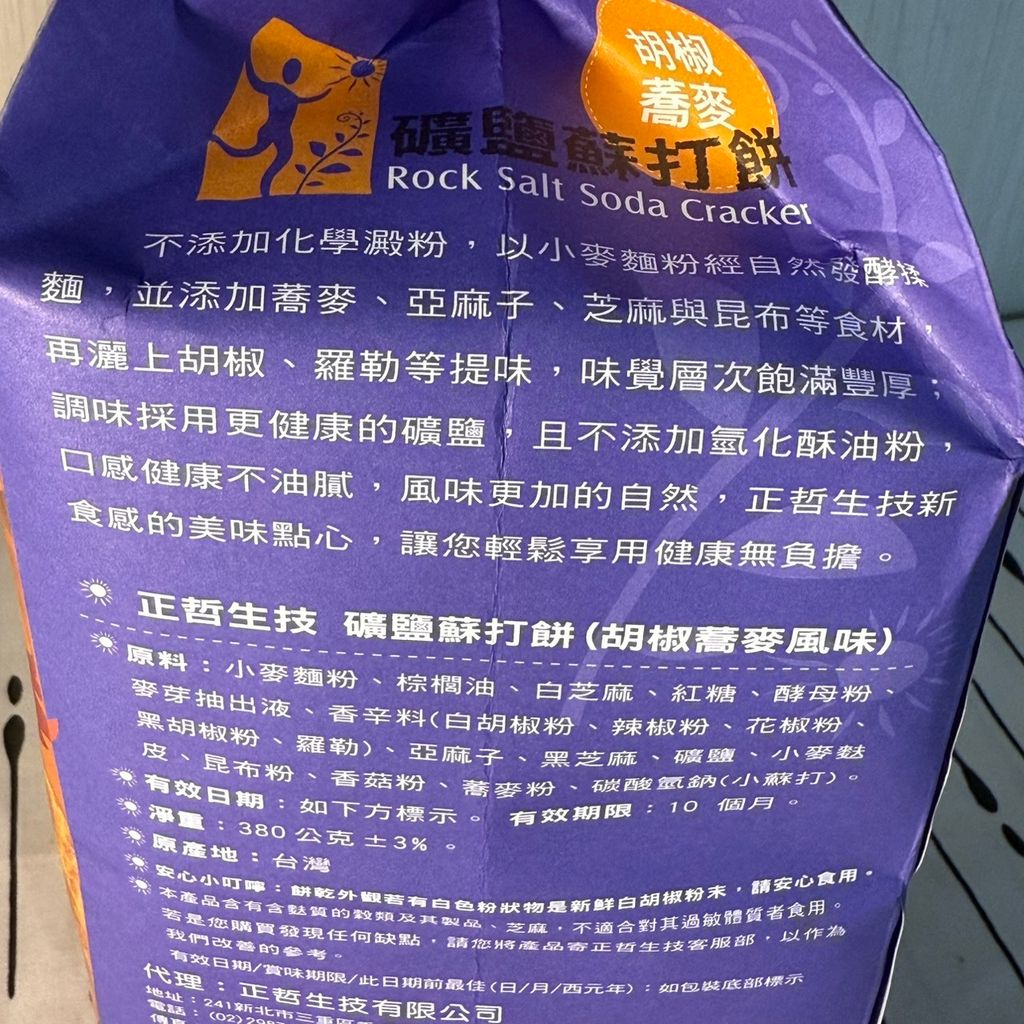 胡椒
蕎麥
礦鹽蘇打餅
Rock Salt Soda Cracker
不添加化學澱粉，以小麥麵粉經自然發酵揉
麵，並添加蕎麥、亞麻子、芝麻與昆布等食材，
再灑上胡椒、羅勒等提味，味覺層次飽滿豐厚；
調味採用更健康的礦鹽，且不添加氫化酥油粉，
口感健康不油膩，風味更加的自然，正哲生技新
食感的美味點心，讓您輕鬆享用健康無負擔。
正哲生技 礦鹽蘇打餅(胡椒蕎麥風味)
原料：小麥麵粉、棕櫚油、白芝麻、紅糖、酵母粉、
麥芽抽出液、香辛料(白胡椒粉、辣椒粉、花椒粉、
黑胡椒粉、羅勒)、亞麻子、黑芝麻、礦鹽、小麥麩
皮、昆布粉、香菇粉、蕎麥粉、碳酸氫鈉(小蘇打)。
有效日期：如下方標示。 有效期限：10 個月。
淨重：380 公克 ±3% 。
原產地：台灣
安心小叮嚀：餅乾外觀若有白色粉狀物是新鮮白胡椒粉末，請安心食用。
本產品含有含麩質的穀類及其製品、芝麻，不適合對其過敏體質者食用。
若是您購買發現任何缺點，請您將產品寄正哲生技客服部，以作為
我們改善的參考。
有效日期/賞味期限/此日期前最佳(日/月/西元年)：如包裝底部標示
代理：正哲生技有限公司
地址：241新北市三重區
電話：(02)298
傳真